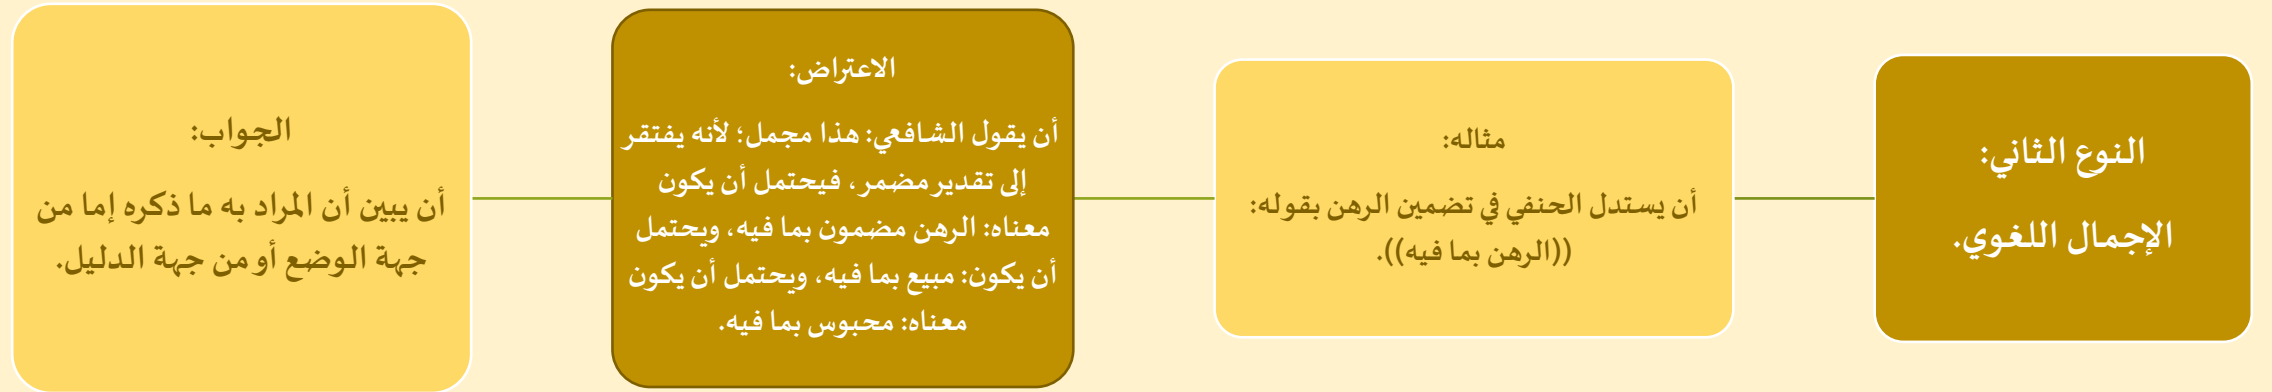 النوع الثاني:
الإجمال اللغوي.
مثاله:
أن يستدل الحنفي في تضمين الرهن بقوله:
((الرهن بما فيه)).
الاعتراض:
أن يقول الشافعي: هذا مجمل؛ لأنه يفتقر
إلى تقدير مضمر، فيحتمل أن يكون
معناه: الرهن مضمون بما فيه، ويحتمل
أن يكون: مبيع بما فيه، ويحتمل أن يكون
معناه: محبوس بما فيه.
الجواب:
أن يبين أن المراد به ما ذكره إما من
جهة الوضع أو من جهة الدليل.